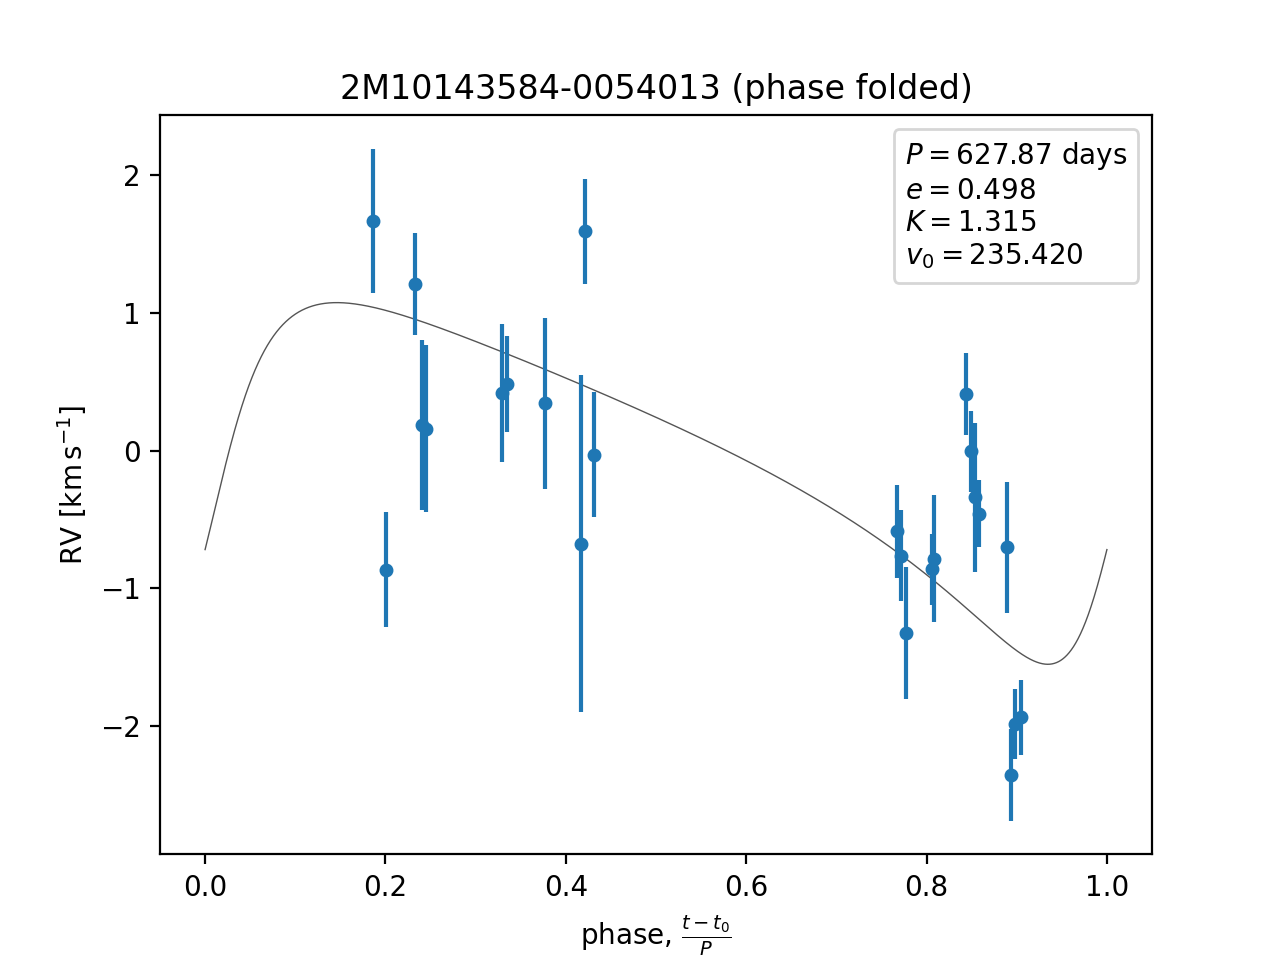 2M10143584-0054013 (phase folded)
P = 627.87 days
e = 0.498
K = 1.315
v₀ = 235.420
RV [km s⁻¹]
2
1
0
−1
−2
0.0 0.2 0.4 0.6 0.8 1.0
phase, (t − t₀)/P